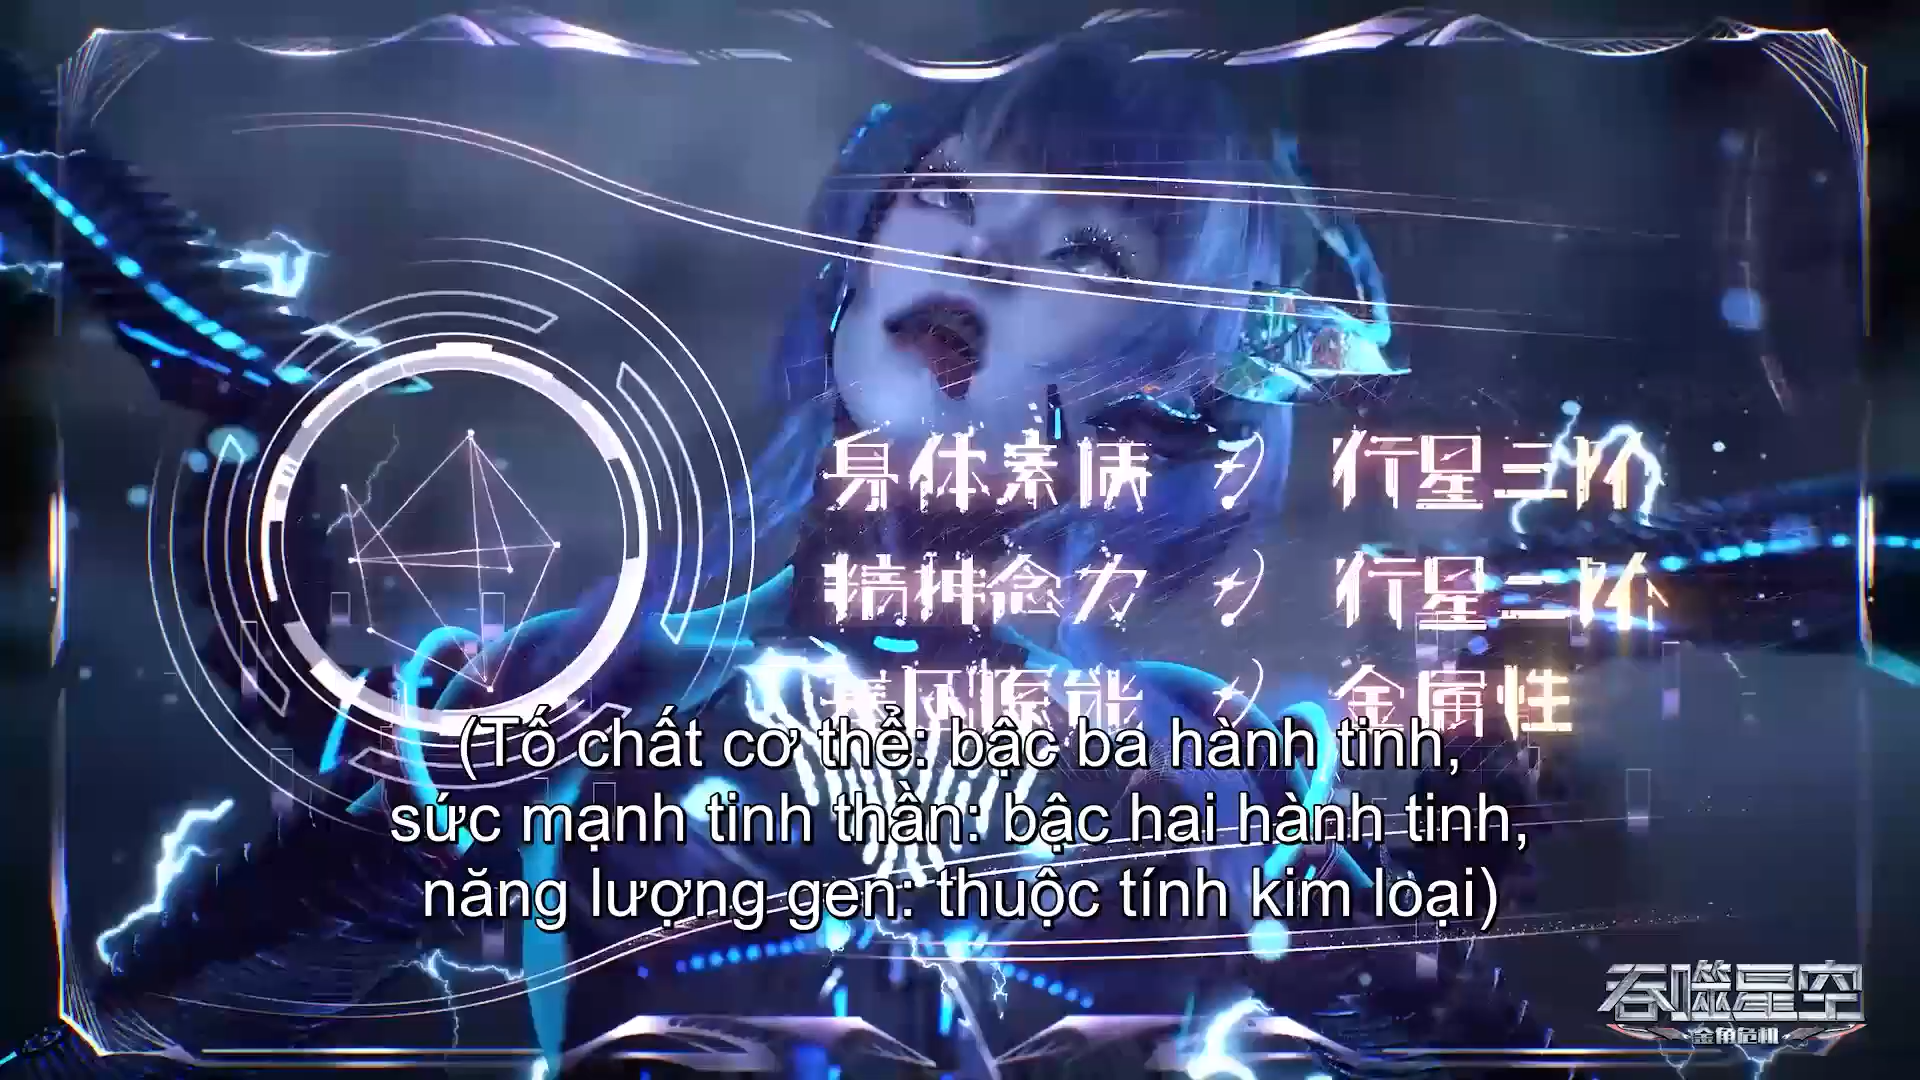 身体素质 行星三阶
精神念力 行星二阶
基因原能 金属性
(Tố chất cơ thể: bậc ba hành tinh,
sức mạnh tinh thần: bậc hai hành tinh,
năng lượng gen: thuộc tính kim loại)
吞噬星空
金角危机